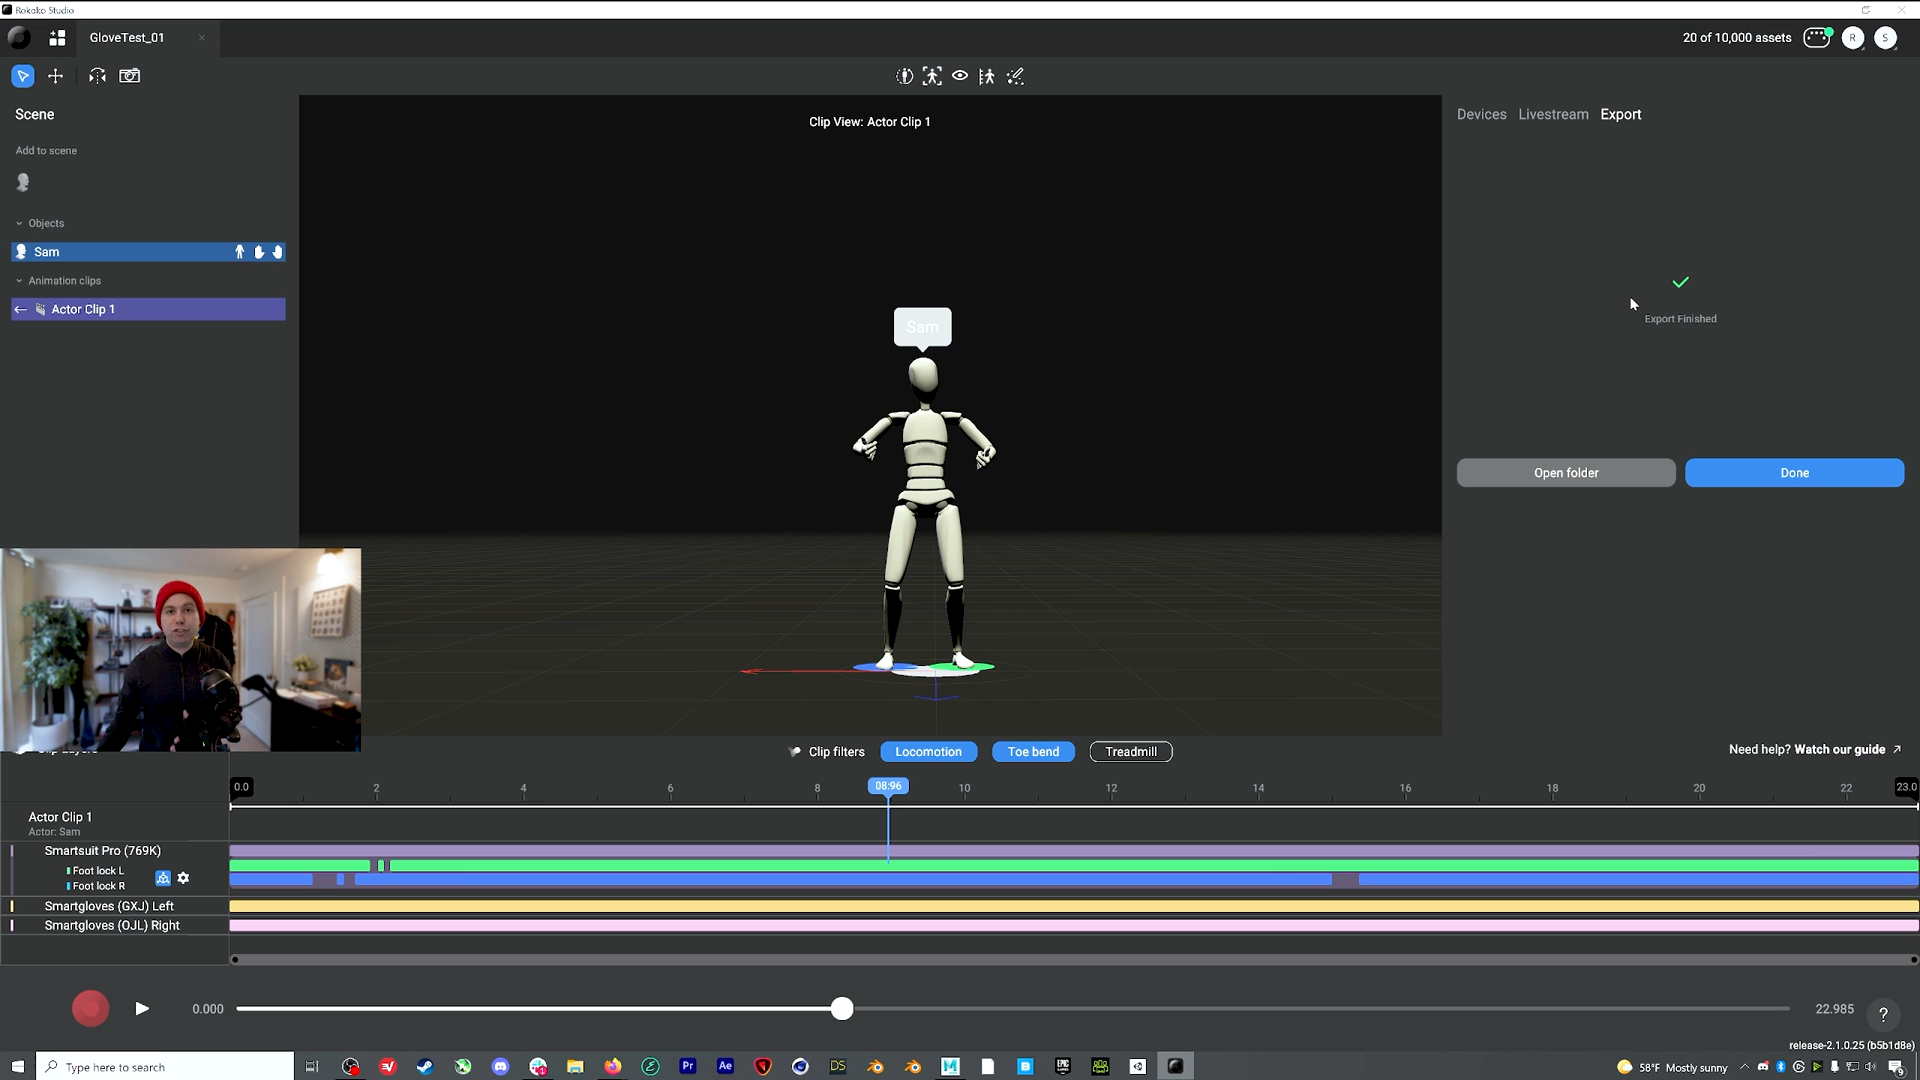 Rokoko Studio
GloveTest_01
20 of 10,000 assets
R
S
Scene
Clip View: Actor Clip 1
Devices Livestream Export
Add to scene
Objects
Sam
Animation clips
Actor Clip 1
Sam
Export Finished
Open folder
Done
Clip filters
Locomotion
Toe bend
Treadmill
Need help? Watch our guide
0.0
2
4
6
8
08:96
10
12
14
16
18
20
22
23.0
Actor Clip 1
Actor: Sam
Smartsuit Pro (769K)
Foot lock L
Foot lock R
Smartgloves (GXJ) Left
Smartgloves (OJL) Right
0.000
22.985
?
release-2.1.0.25 (b5b1d8e)
Type here to search
Pr
Ae
DS
M
EPIC
58°F Mostly sunny